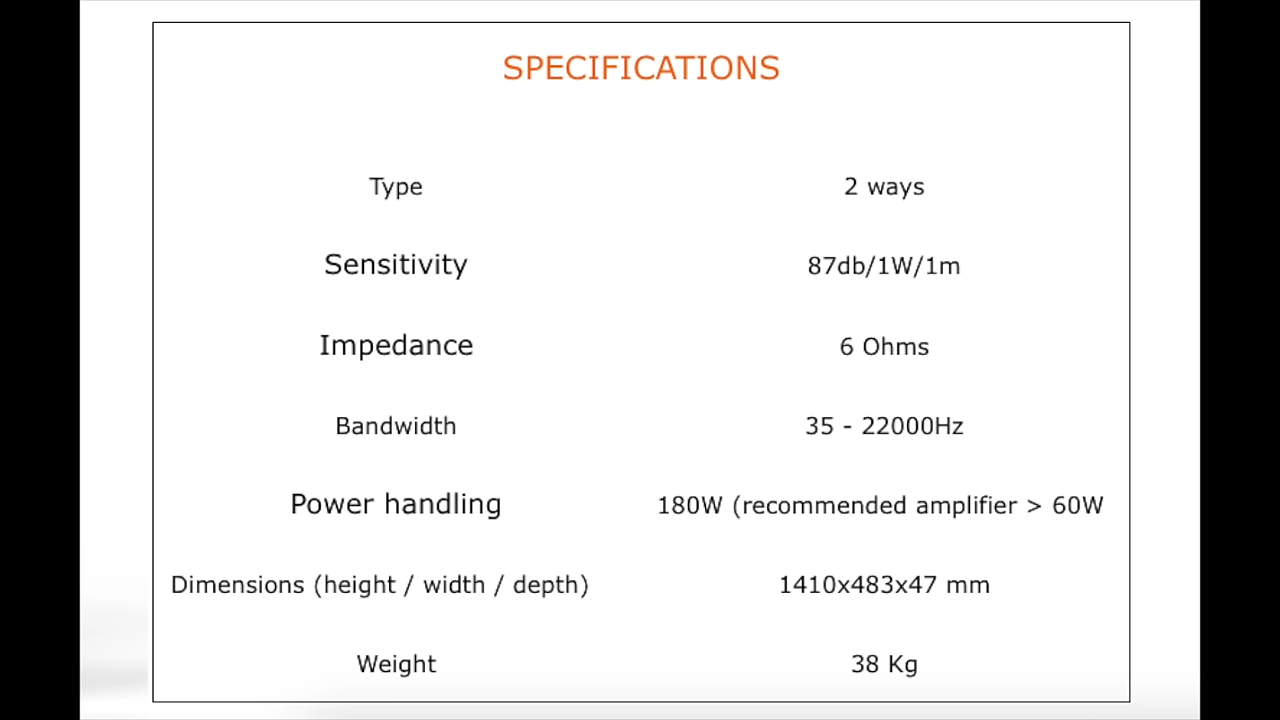 SPECIFICATIONS
Type 2 ways
Sensitivity 87db/1W/1m
Impedance 6 Ohms
Bandwidth 35 - 22000Hz
Power handling 180W (recommended amplifier > 60W
Dimensions (height / width / depth) 1410x483x47 mm
Weight 38 Kg